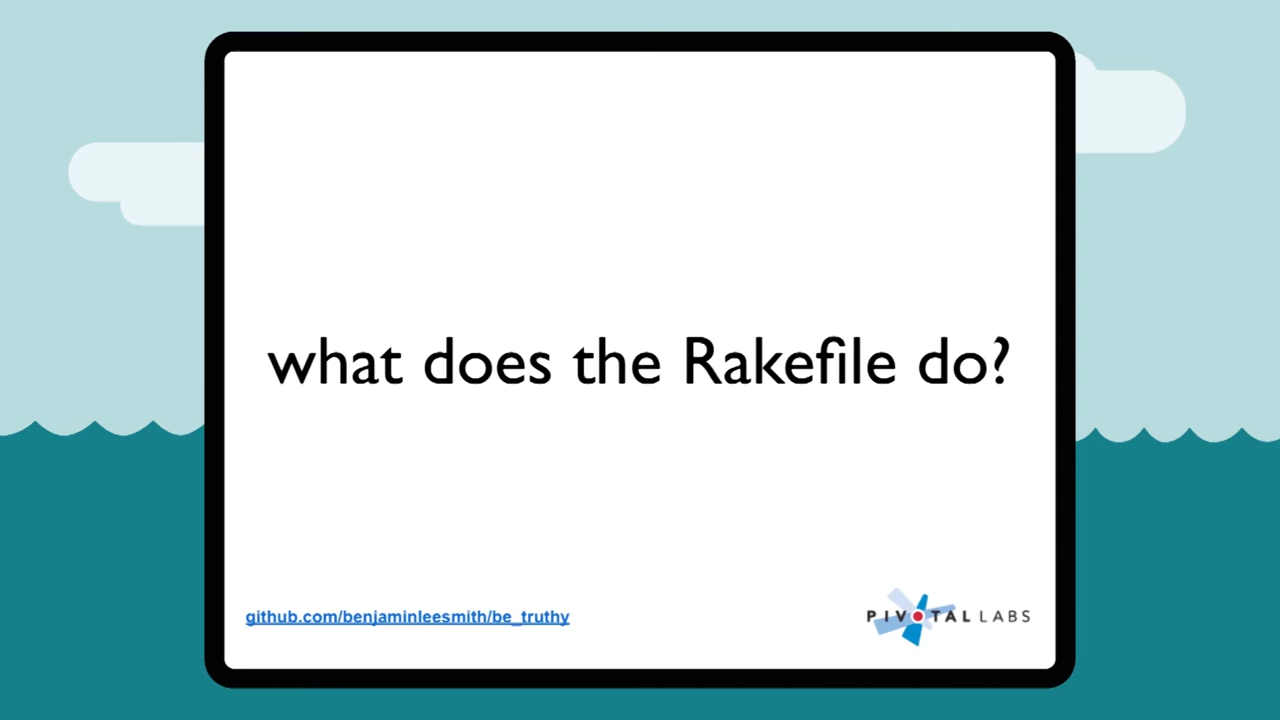 what does the Rakefile do?
github.com/benjaminleesmith/be_truthy
PIVOTAL LABS